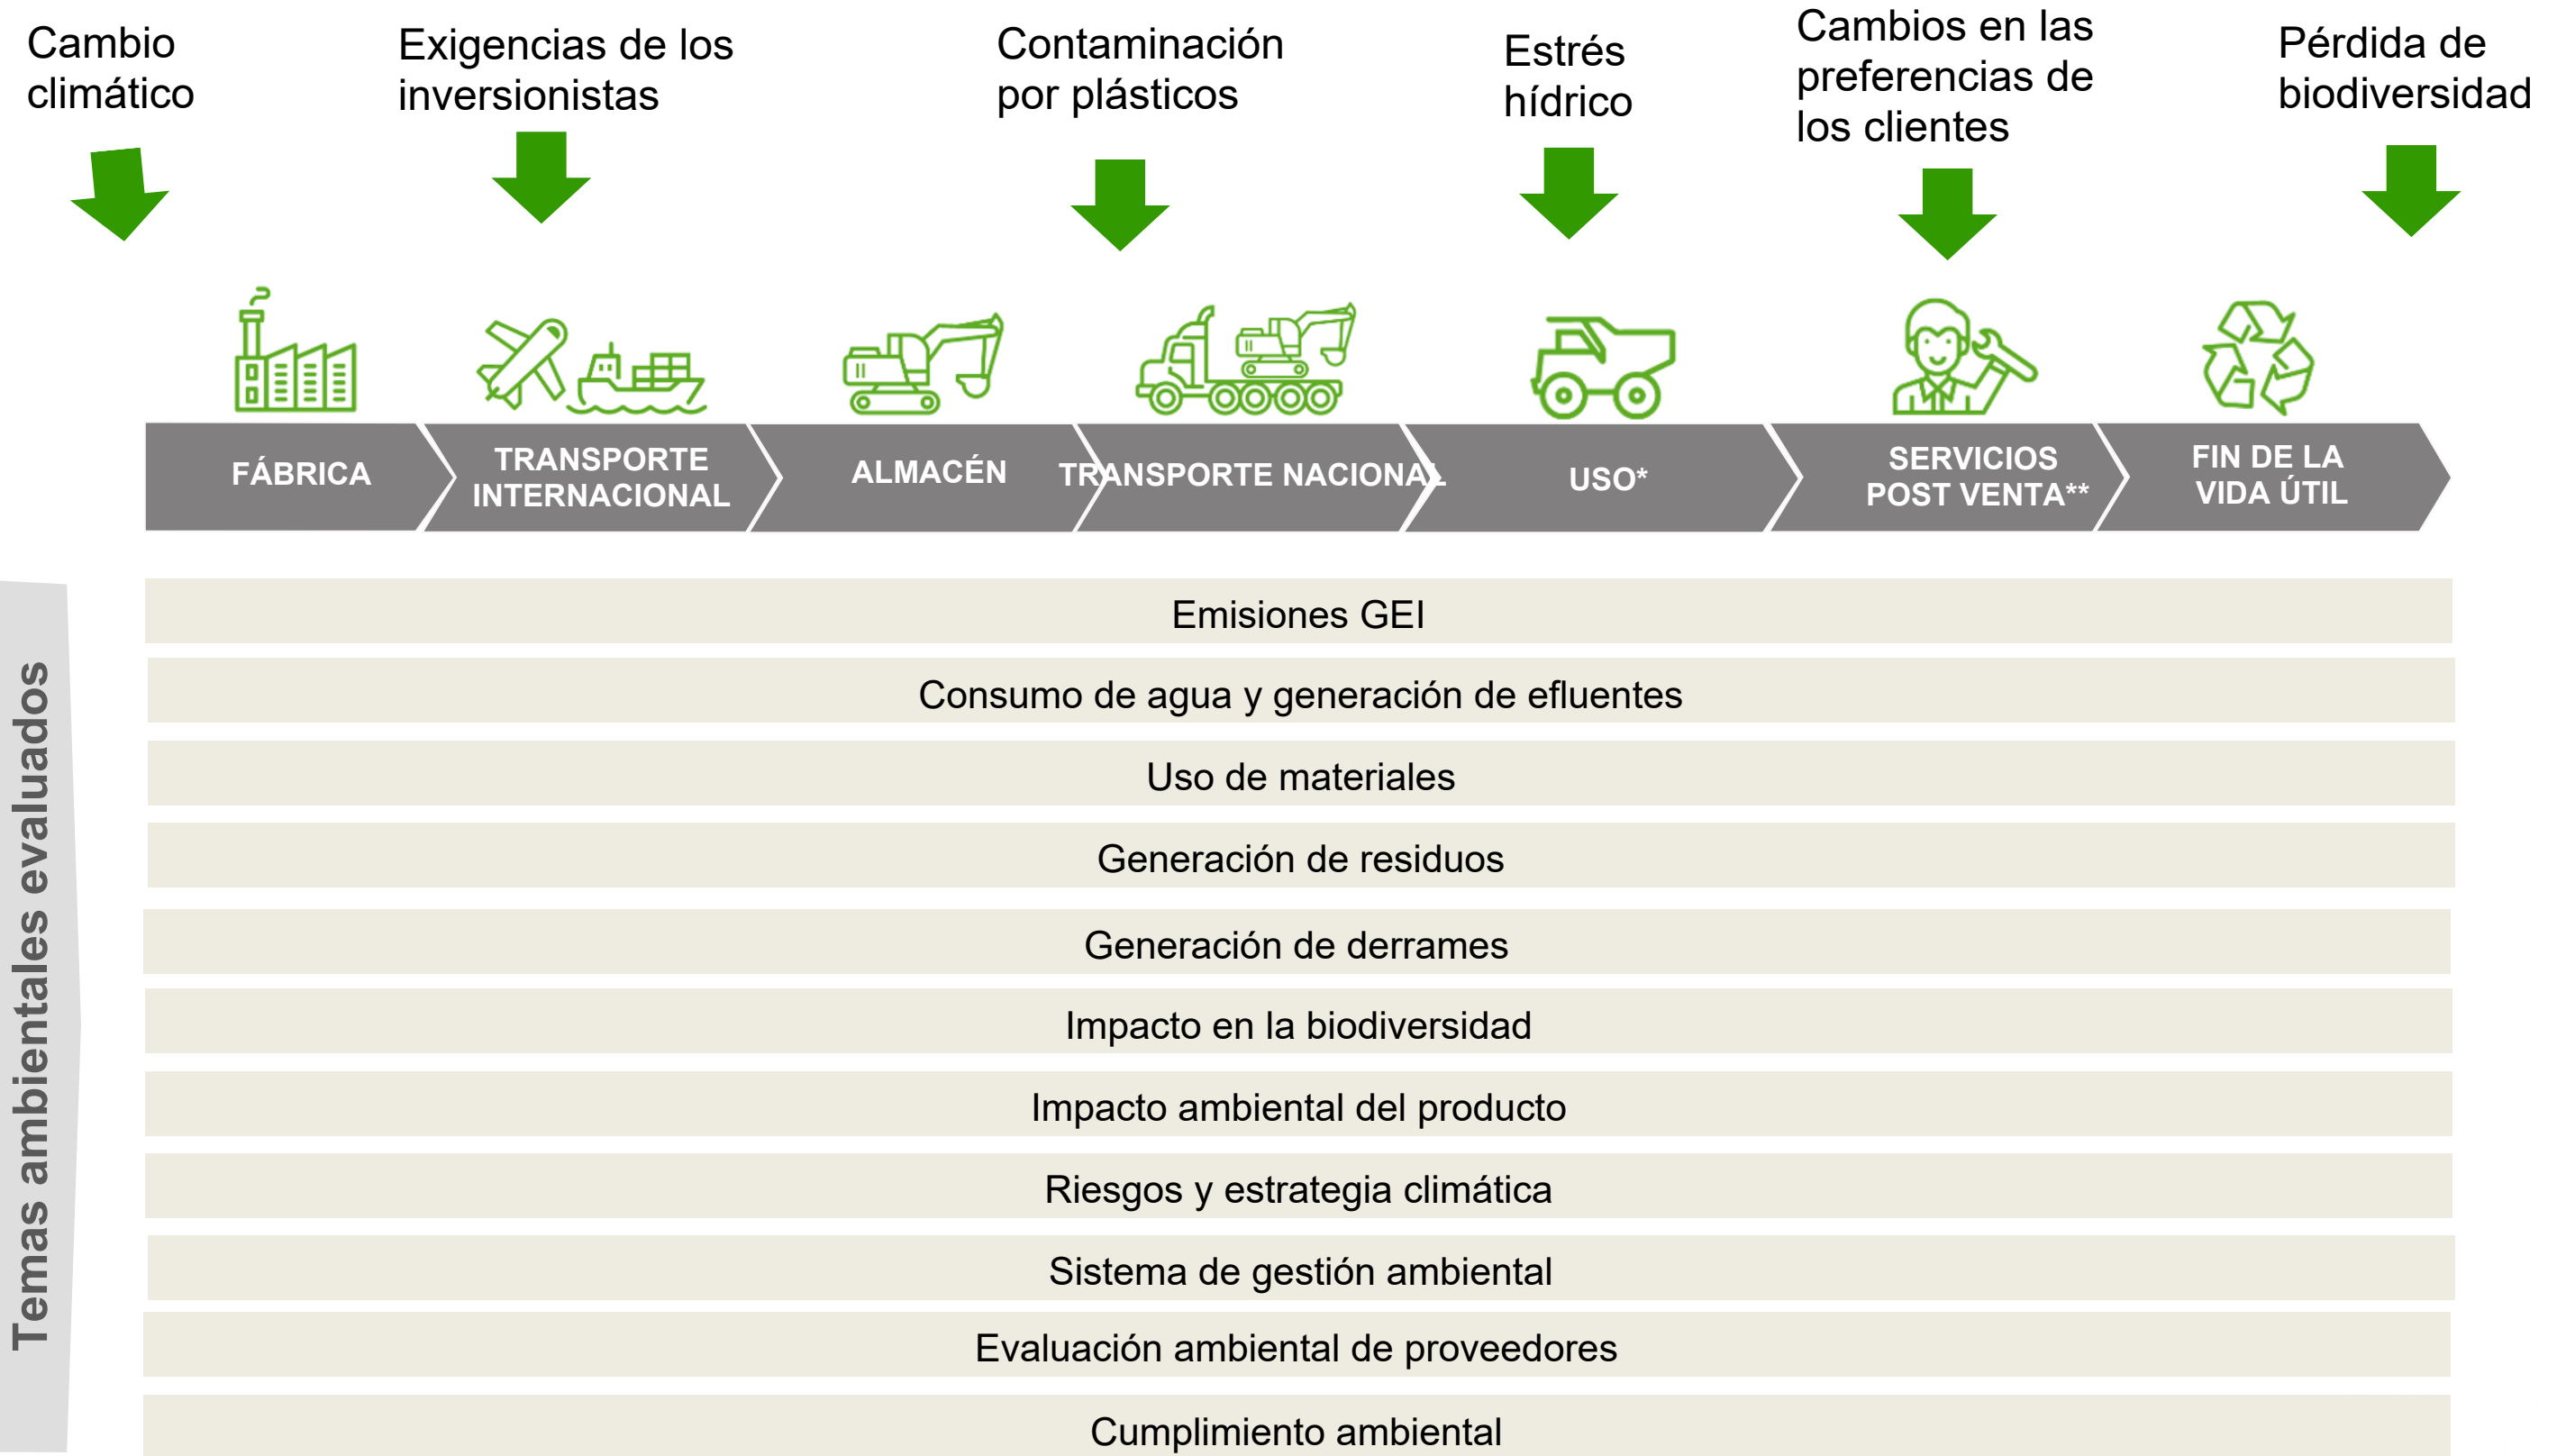 Cambio
climático
Exigencias de los
inversionistas
Contaminación
por plásticos
Estrés
hídrico
Cambios en las
preferencias de
los clientes
Pérdida de
biodiversidad
FÁBRICA
TRANSPORTE
INTERNACIONAL
ALMACÉN
TRANSPORTE NACIONAL
USO*
SERVICIOS
POST VENTA**
FIN DE LA
VIDA ÚTIL
Temas ambientales evaluados
Emisiones GEI
Consumo de agua y generación de efluentes
Uso de materiales
Generación de residuos
Generación de derrames
Impacto en la biodiversidad
Impacto ambiental del producto
Riesgos y estrategia climática
Sistema de gestión ambiental
Evaluación ambiental de proveedores
Cumplimiento ambiental